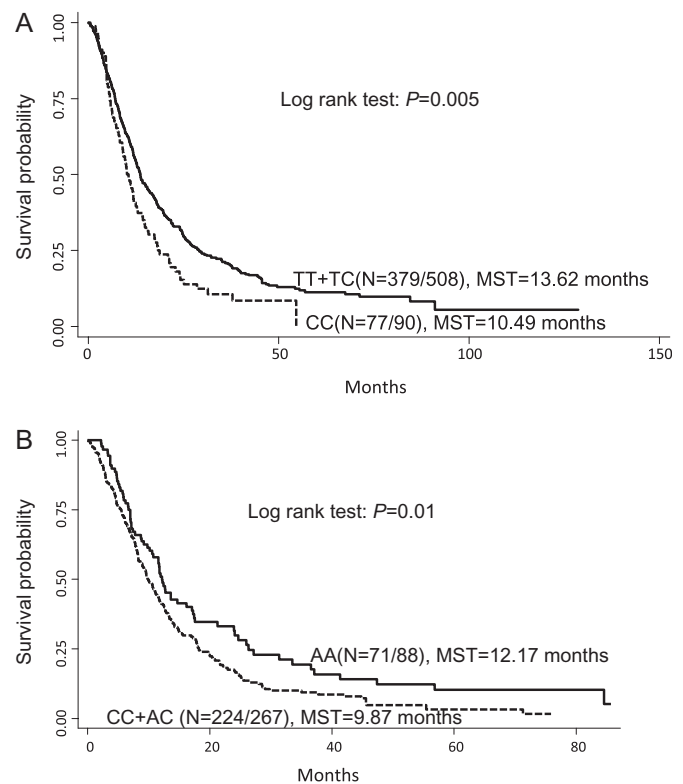 A
1.00
0.75
0.50
0.25
0.00
Survival probability
Log rank test: P=0.005
TT+TC(N=379/508), MST=13.62 months
CC(N=77/90), MST=10.49 months
0 50 100 150
Months
B
1.00
0.75
0.50
0.25
0.00
Survival probability
Log rank test: P=0.01
AA(N=71/88), MST=12.17 months
CC+AC (N=224/267), MST=9.87 months
0 20 40 60 80
Months